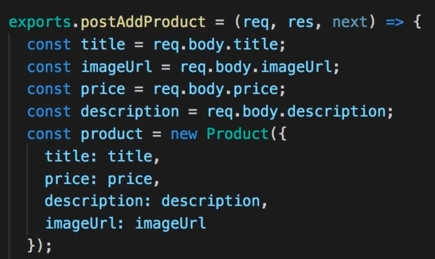 exports.postAddProduct = (req, res, next) => {
const title = req.body.title;
const imageUrl = req.body.imageUrl;
const price = req.body.price;
const description = req.body.description;
const product = new Product({
title: title,
price: price,
description: description,
imageUrl: imageUrl
});